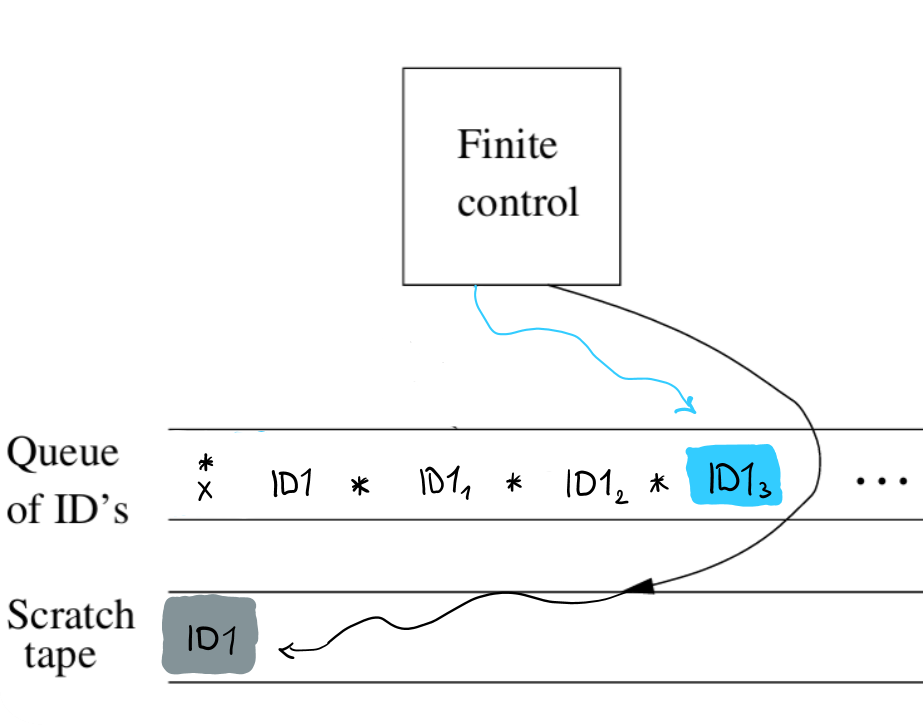 Finite
control
Queue
of ID's
*
x ID1 * ID1₁ * ID1₂ * ID1₃ ...
Scratch
tape
ID1